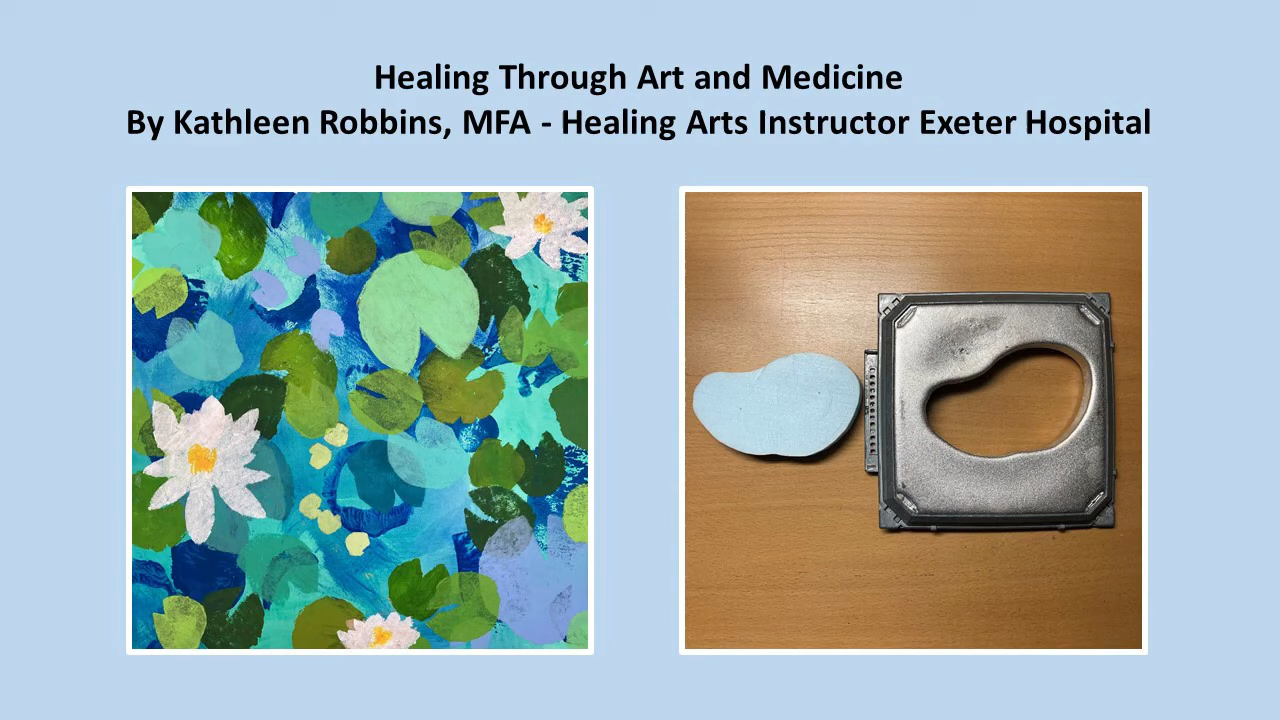 Healing Through Art and Medicine
By Kathleen Robbins, MFA - Healing Arts Instructor Exeter Hospital